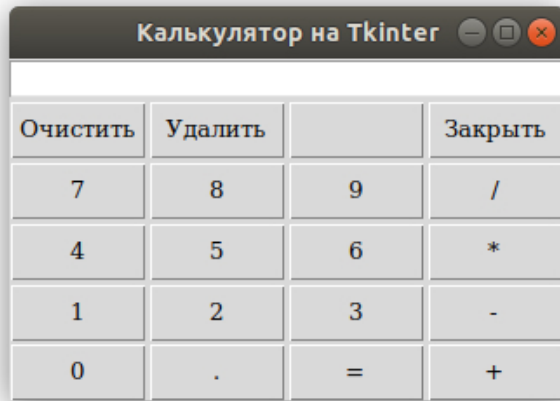 Калькулятор на Tkinter
Очистить Удалить Закрыть
7 8 9 /
4 5 6 *
1 2 3 -
0 . = +